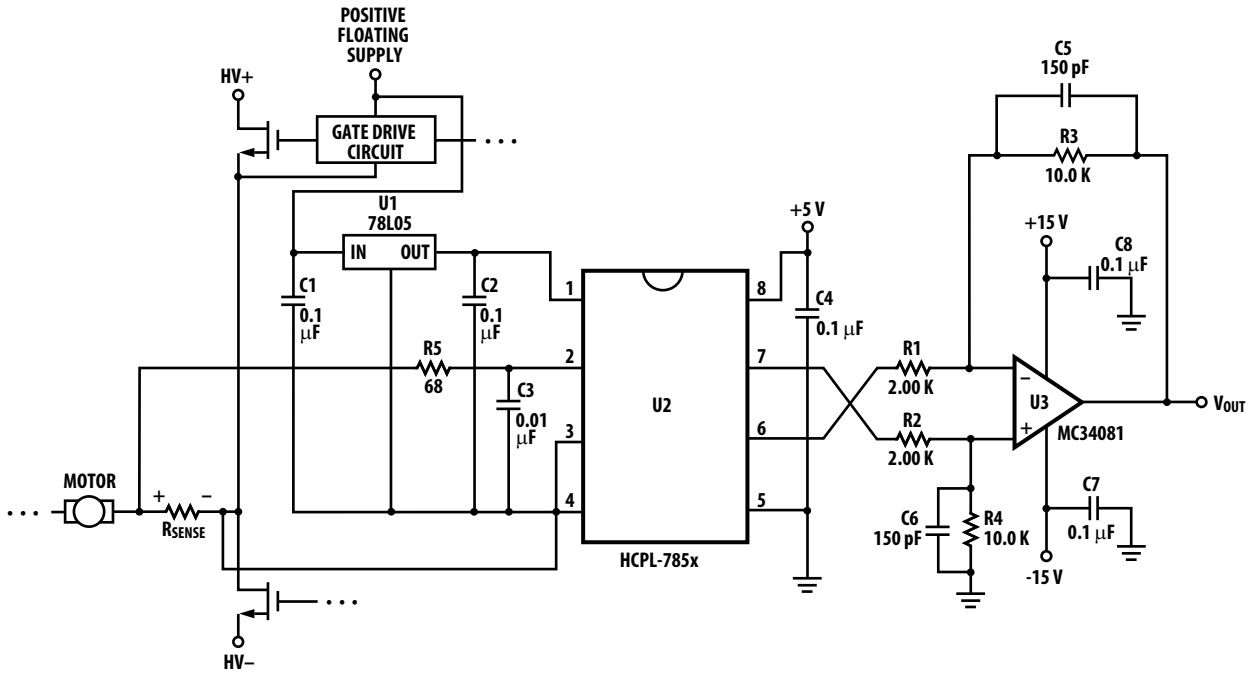 POSITIVE
FLOATING
SUPPLY
HV+
GATE DRIVE
CIRCUIT
• • •
U1
78L05
IN OUT
C1
0.1
μF
C2
0.1
μF
R5
68
C3
0.01
μF
MOTOR
• • •
+ −
RSENSE
• • •
HV–
1
2
3
4
U2
8
7
6
5
HCPL-785x
+5 V
C4
0.1 μF
R1
2.00 K
R2
2.00 K
C5
150 pF
R3
10.0 K
+15 V
C8
0.1 μF
−
U3
+
MC34081
VOUT
C6
150 pF
R4
10.0 K
C7
0.1 μF
-15 V